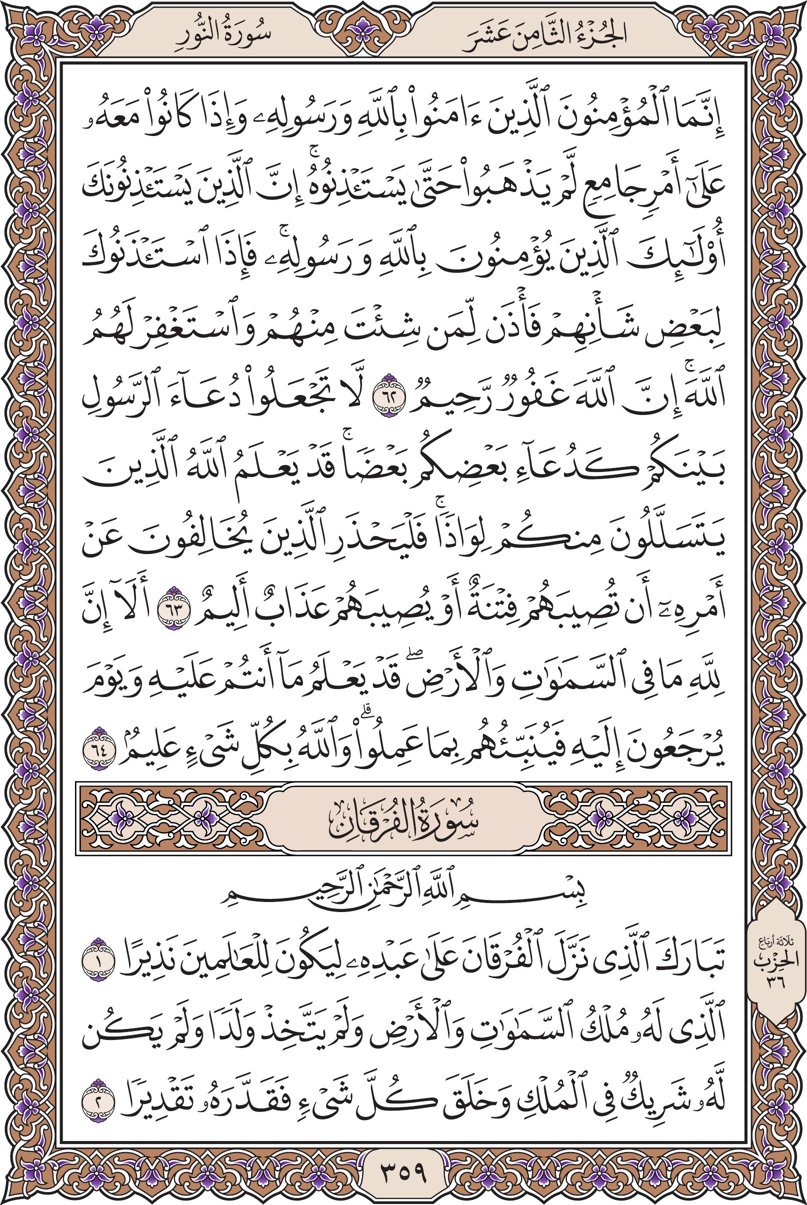 الجُزْءُ الثَّامِنَ عَشَرَ
سُورَةُ النُّورِ
إِنَّمَا ٱلْمُؤْمِنُونَ ٱلَّذِينَ ءَامَنُوا۟ بِٱللَّهِ وَرَسُولِهِۦ وَإِذَا كَانُوا۟ مَعَهُۥ
عَلَىٰٓ أَمْرٍ جَامِعٍ لَّمْ يَذْهَبُوا۟ حَتَّىٰ يَسْتَـْٔذِنُوهُ ۚ إِنَّ ٱلَّذِينَ يَسْتَـْٔذِنُونَكَ
أُو۟لَـٰٓئِكَ ٱلَّذِينَ يُؤْمِنُونَ بِٱللَّهِ وَرَسُولِهِۦ ۚ فَإِذَا ٱسْتَـْٔذَنُوكَ
لِبَعْضِ شَأْنِهِمْ فَأْذَن لِّمَن شِئْتَ مِنْهُمْ وَٱسْتَغْفِرْ لَهُمُ
ٱللَّهَ ۚ إِنَّ ٱللَّهَ غَفُورٌ رَّحِيمٌ ٦٢ لَّا تَجْعَلُوا۟ دُعَآءَ ٱلرَّسُولِ
بَيْنَكُمْ كَدُعَآءِ بَعْضِكُم بَعْضًا ۚ قَدْ يَعْلَمُ ٱللَّهُ ٱلَّذِينَ
يَتَسَلَّلُونَ مِنكُمْ لِوَاذًا ۚ فَلْيَحْذَرِ ٱلَّذِينَ يُخَالِفُونَ عَنْ
أَمْرِهِۦٓ أَن تُصِيبَهُمْ فِتْنَةٌ أَوْ يُصِيبَهُمْ عَذَابٌ أَلِيمٌ ٦٣ أَلَآ إِنَّ
لِلَّهِ مَا فِى ٱلسَّمَـٰوَٰتِ وَٱلْأَرْضِ ۖ قَدْ يَعْلَمُ مَآ أَنتُمْ عَلَيْهِ وَيَوْمَ
يُرْجَعُونَ إِلَيْهِ فَيُنَبِّئُهُم بِمَا عَمِلُوا۟ ۗ وَٱللَّهُ بِكُلِّ شَىْءٍ عَلِيمٌۢ ٦٤
سُورَةُ الفُرْقَانِ
بِسْمِ ٱللَّهِ ٱلرَّحْمَـٰنِ ٱلرَّحِيمِ
تَبَارَكَ ٱلَّذِى نَزَّلَ ٱلْفُرْقَانَ عَلَىٰ عَبْدِهِۦ لِيَكُونَ لِلْعَـٰلَمِينَ نَذِيرًا ١
ٱلَّذِى لَهُۥ مُلْكُ ٱلسَّمَـٰوَٰتِ وَٱلْأَرْضِ وَلَمْ يَتَّخِذْ وَلَدًا وَلَمْ يَكُن
لَّهُۥ شَرِيكٌ فِى ٱلْمُلْكِ وَخَلَقَ كُلَّ شَىْءٍ فَقَدَّرَهُۥ تَقْدِيرًا ٢
ثلاثة أرباع
الحِزْب
٣٦
٣٥٩